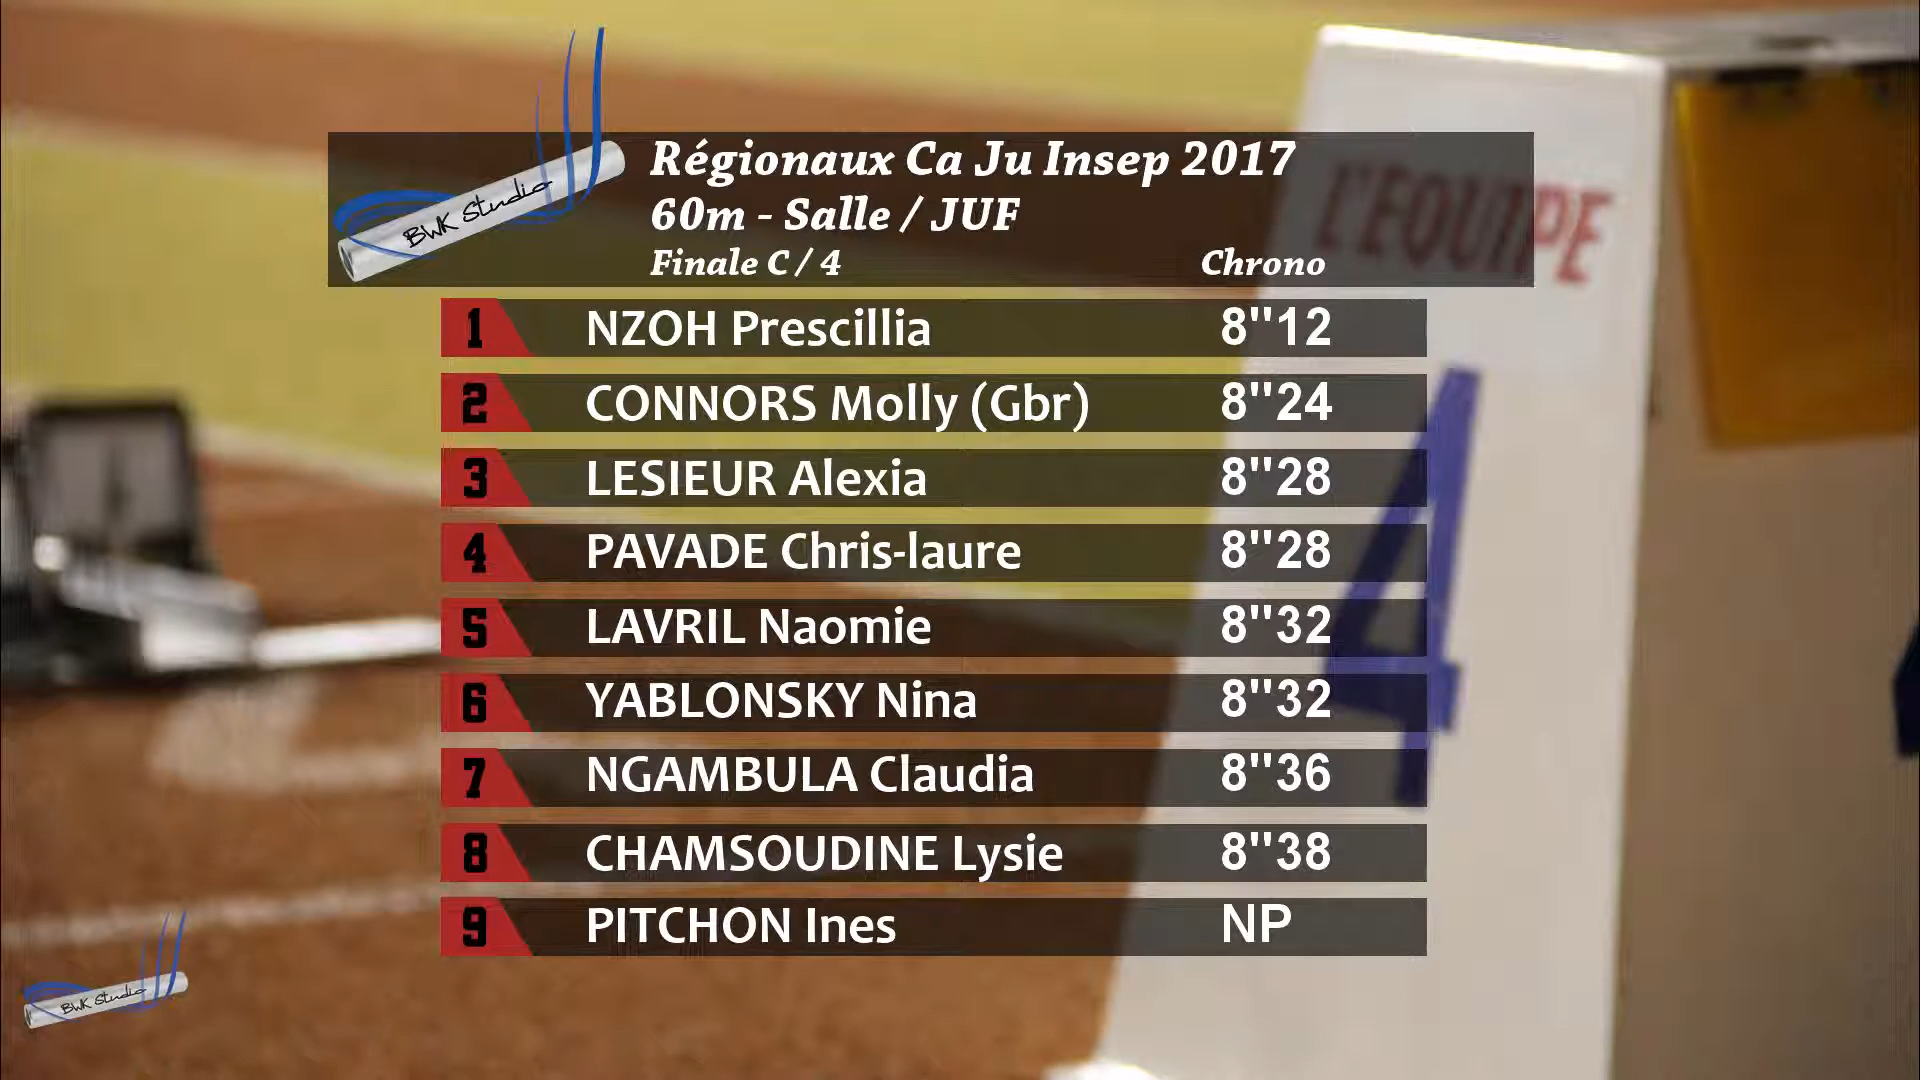 Régionaux Ca Ju Insep 2017
60m - Salle / JUF
Finale C / 4 Chrono
BWK Studio
L'EQUIPE
1 NZOH Prescillia 8"12
2 CONNORS Molly (Gbr) 8"24
3 LESIEUR Alexia 8"28
4 PAVADE Chris-laure 8"28
5 LAVRIL Naomie 8"32
6 YABLONSKY Nina 8"32
7 NGAMBULA Claudia 8"36
8 CHAMSOUDINE Lysie 8"38
9 PITCHON Ines NP
4
BWK Studio